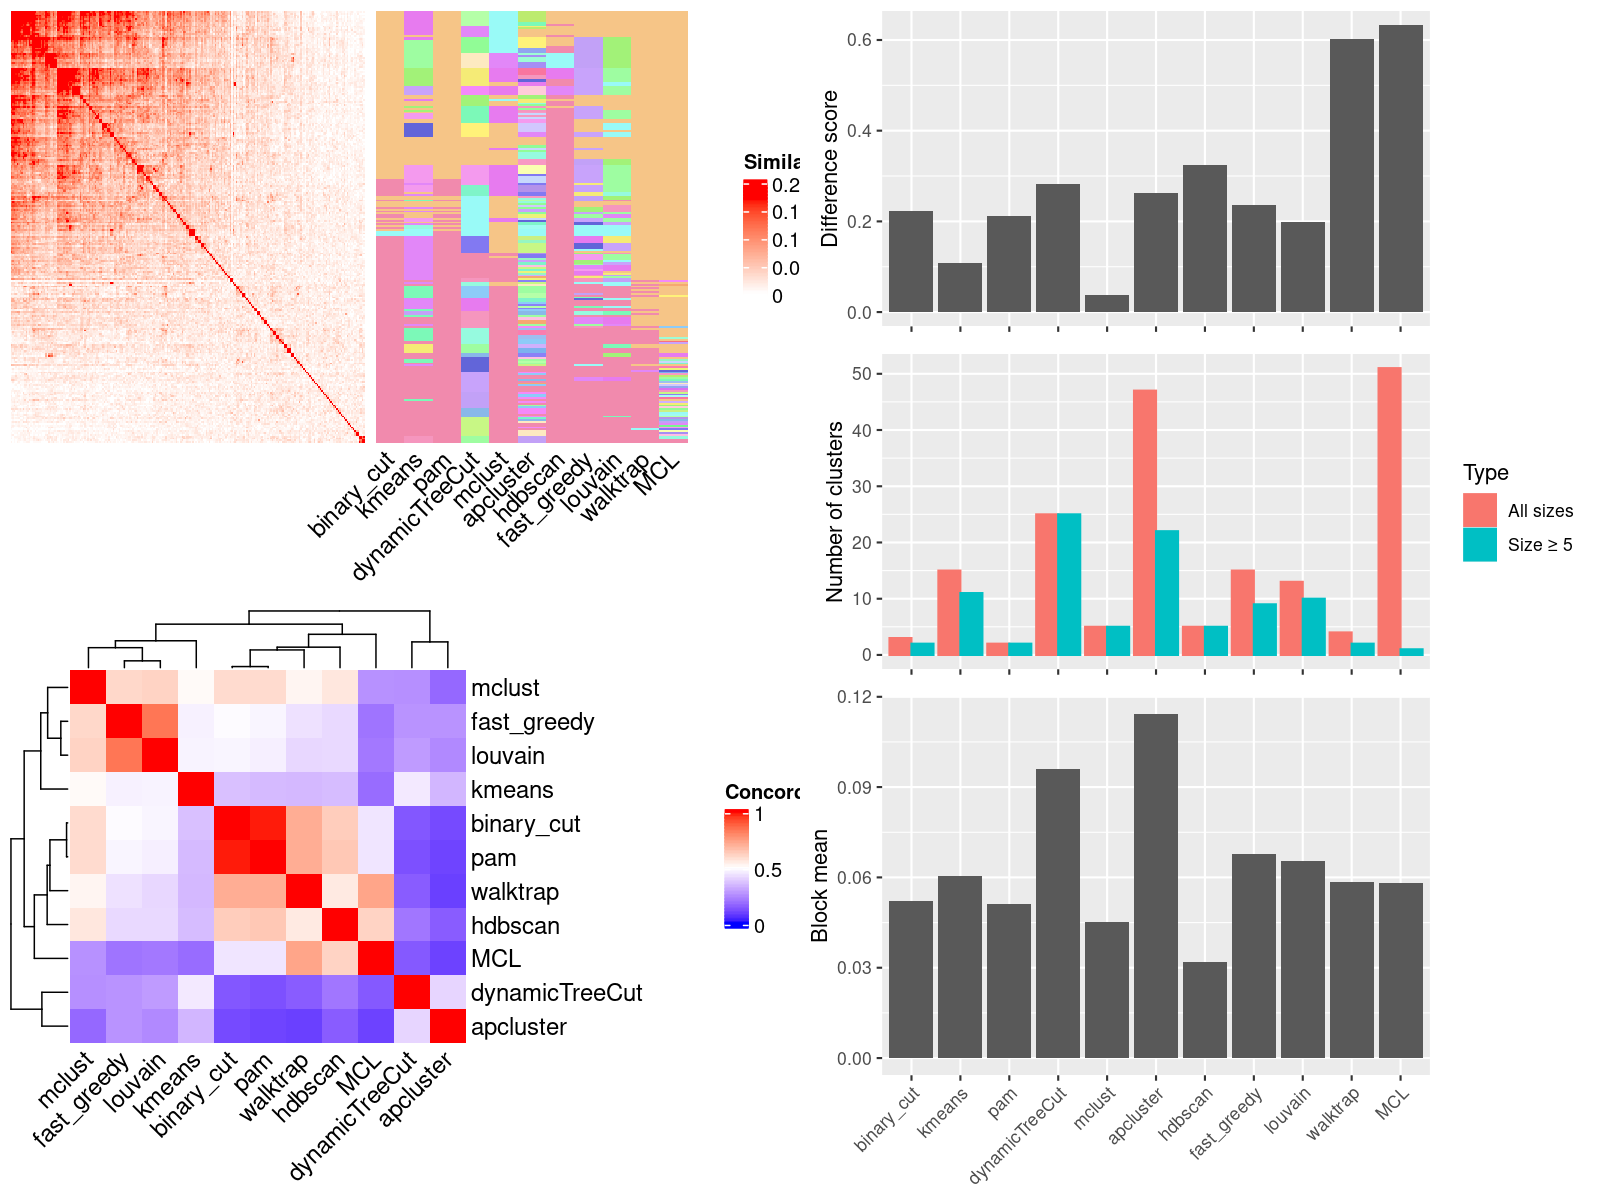 Simila
0.2
0.1
0.1
0.0
0
binary_cut
kmeans
pam
dynamicTreeCut
mclust
apcluster
hdbscan
fast_greedy
louvain
walktrap
MCL
mclust
fast_greedy
louvain
kmeans
binary_cut
pam
walktrap
hdbscan
MCL
dynamicTreeCut
apcluster
mclust
fast_greedy
louvain
kmeans
binary_cut
pam
walktrap
hdbscan
MCL
dynamicTreeCut
apcluster
Concord
1
0.5
0
Difference score
0.6
0.4
0.2
0.0
Number of clusters
50
40
30
20
10
0
Type
All sizes
Size ≥ 5
Block mean
0.12
0.09
0.06
0.03
0.00
binary_cut
kmeans
pam
dynamicTreeCut
mclust
apcluster
hdbscan
fast_greedy
louvain
walktrap
MCL